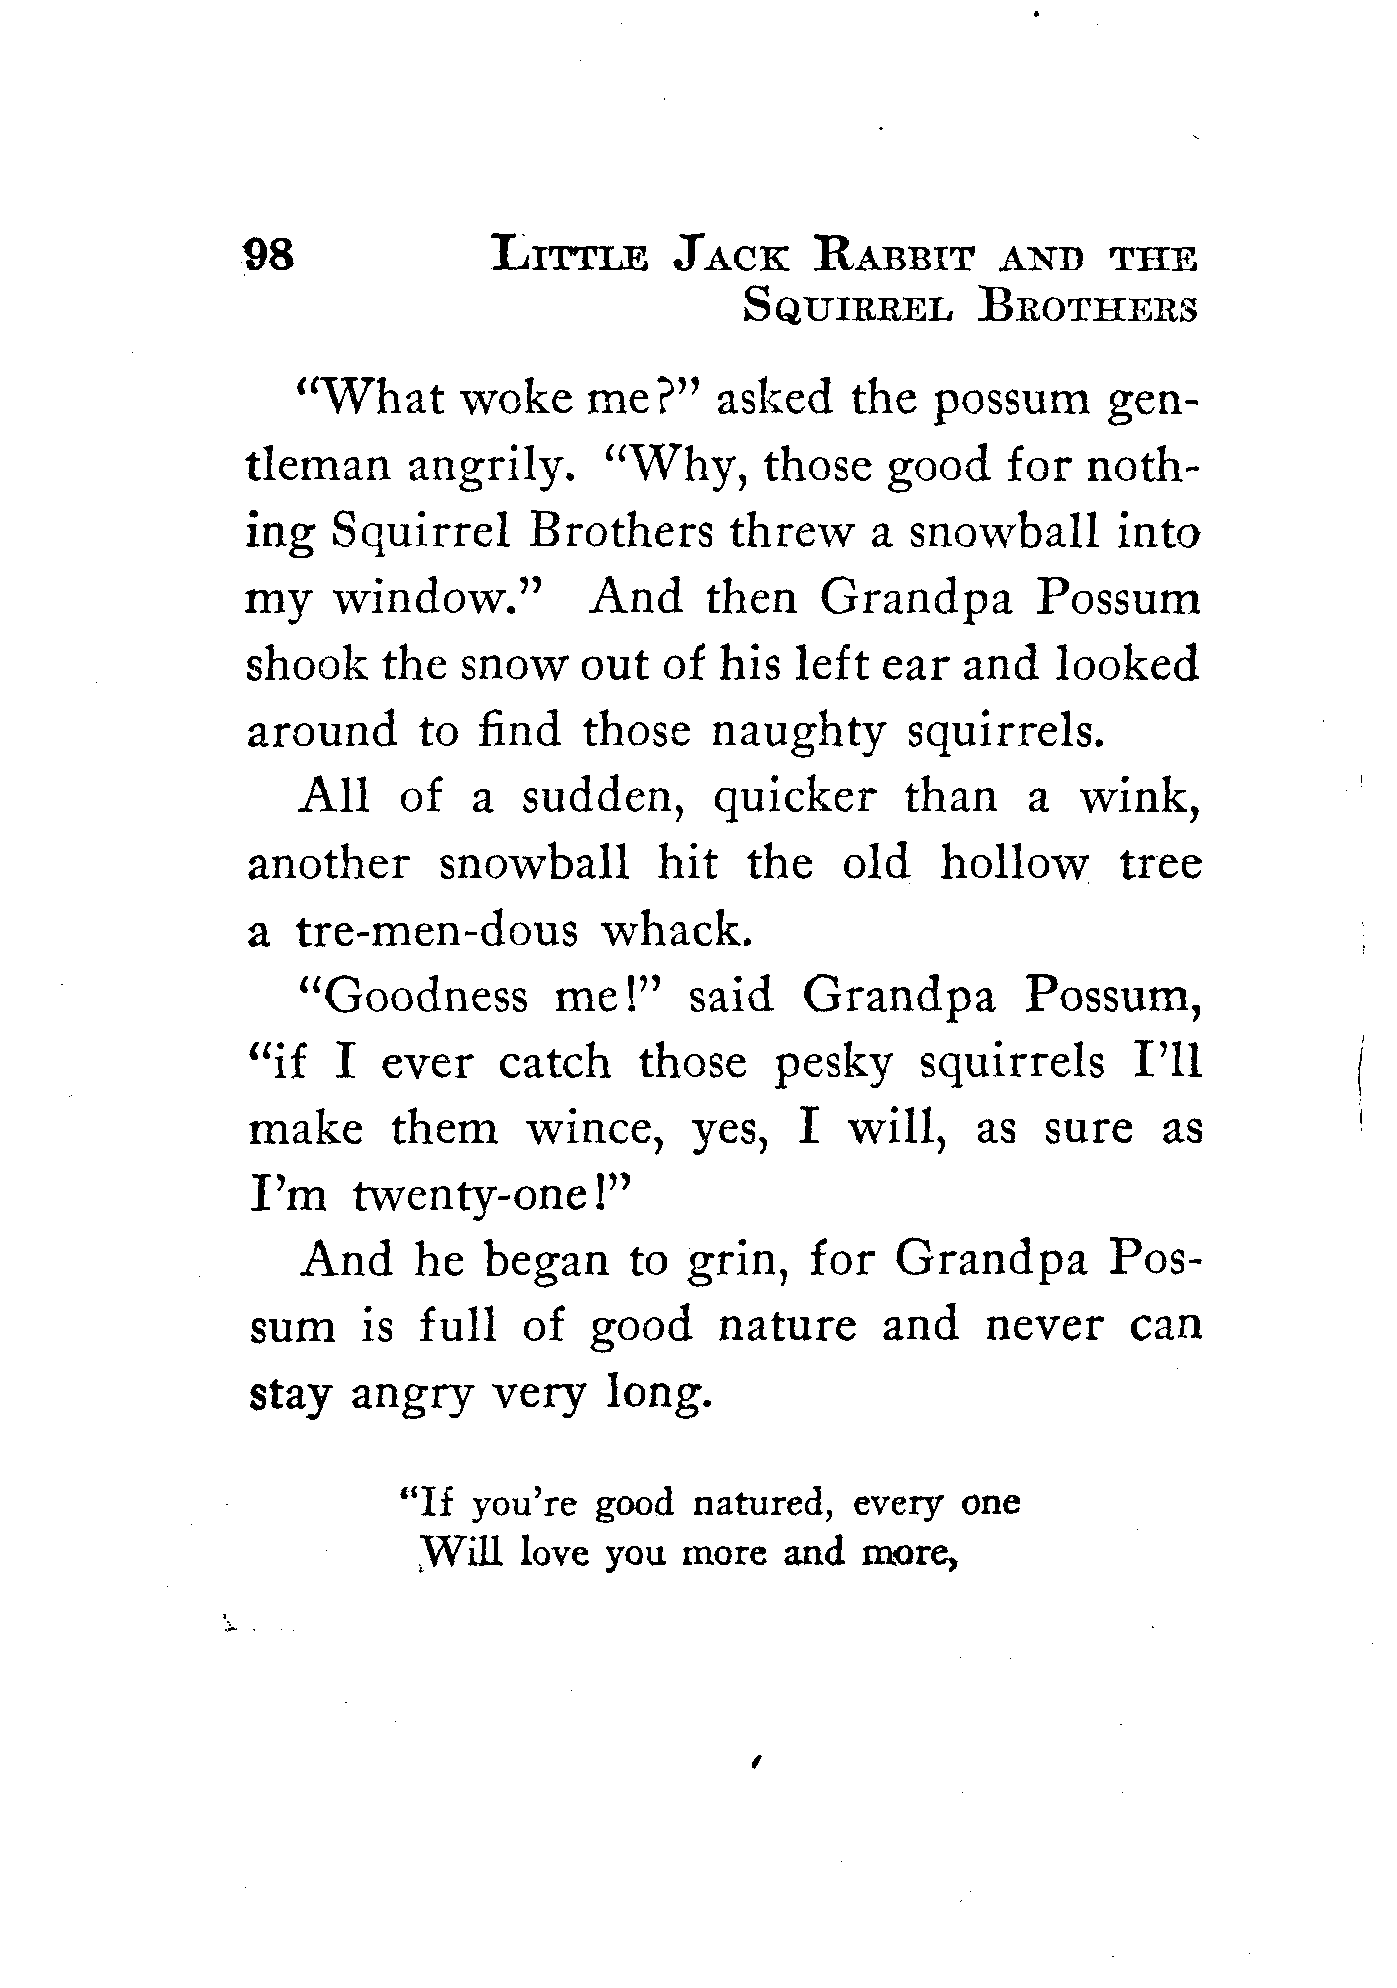 98 LITTLE JACK RABBIT AND THE
SQUIRREL BROTHERS
“What woke me?” asked the possum gen-
tleman angrily. “Why, those good for noth-
ing Squirrel Brothers threw a snowball into
my window.” And then Grandpa Possum
shook the snow out of his left ear and looked
around to find those naughty squirrels.
All of a sudden, quicker than a wink,
another snowball hit the old hollow tree
a tre-men-dous whack.
“Goodness me!” said Grandpa Possum,
“if I ever catch those pesky squirrels I’ll
make them wince, yes, I will, as sure as
I’m twenty-one!”
And he began to grin, for Grandpa Pos-
sum is full of good nature and never can
stay angry very long.
“If you’re good natured, every one
Will love you more and more,